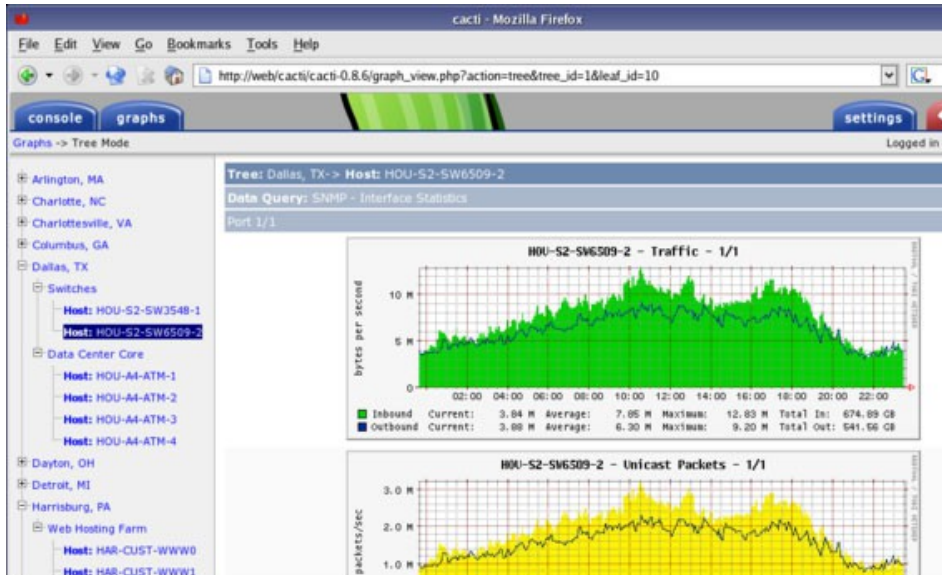 cacti - Mozilla Firefox
File Edit View Go Bookmarks Tools Help
http://web/cacti/cacti-0.8.6/graph_view.php?action=tree&tree_id=1&leaf_id=10
G.
console graphs settings
Graphs -> Tree Mode Logged in
Arlington, MA
Charlotte, NC
Charlottesville, VA
Columbus, GA
Dallas, TX
Switches
Host: HOU-S2-SW3548-1
Host: HOU-S2-SW6509-2
Data Center Core
Host: HOU-A4-ATM-1
Host: HOU-A4-ATM-2
Host: HOU-A4-ATM-3
Host: HOU-A4-ATM-4
Dayton, OH
Detroit, MI
Harrisburg, PA
Web Hosting Farm
Host: HAR-CUST-WWW0
Host: HAR-CUST-WWW1
Tree: Dallas, TX-> Host: HOU-S2-SW6509-2
Data Query: SNMP - Interface Statistics
Port 1/1
HOU-S2-SW6509-2 - Traffic - 1/1
bytes per second
10 M
5 M
0
02:00 04:00 06:00 08:00 10:00 12:00 14:00 16:00 18:00 20:00 22:00
Inbound Current: 3.84 M Average: 7.85 M Maximum: 12.83 M Total In: 674.89 GB
Outbound Current: 3.88 M Average: 6.30 M Maximum: 9.20 M Total Out: 541.56 GB
HOU-S2-SW6509-2 - Unicast Packets - 1/1
packets/sec
3.0 M
2.0 M
1.0 M